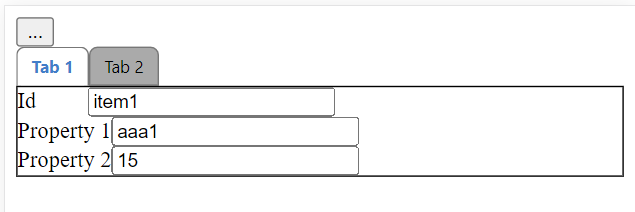 ...
Tab 1 Tab 2
Id item1
Property 1 aaa1
Property 2 15